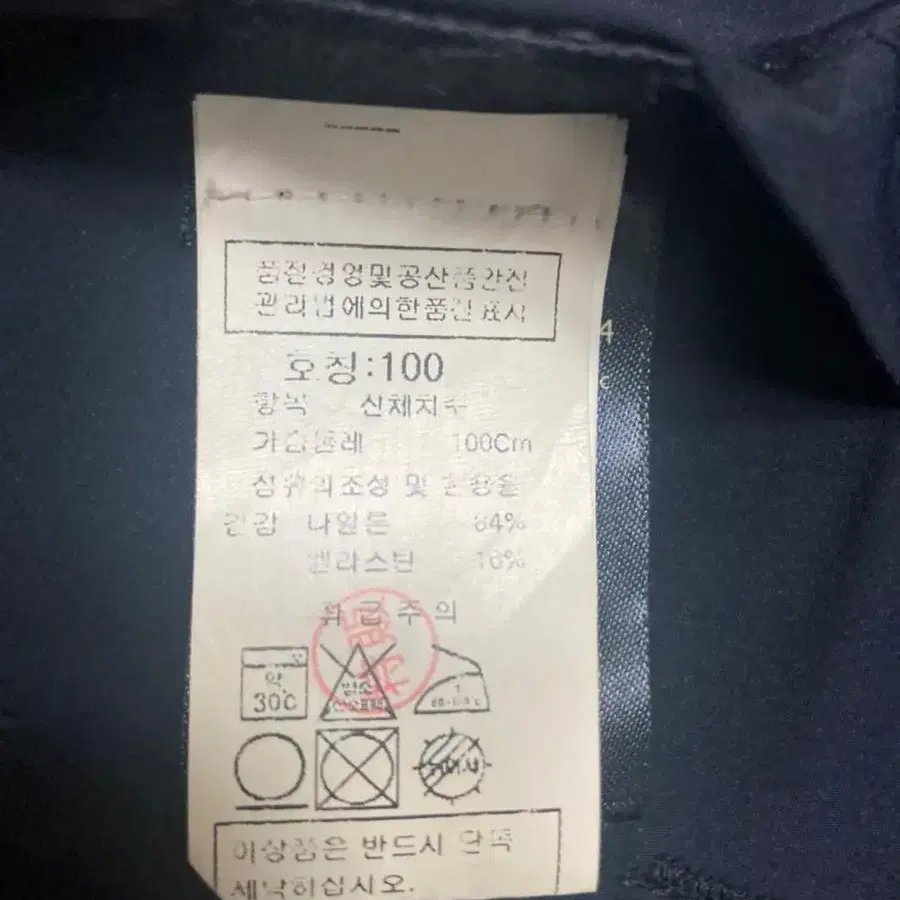 품질경영및공산품안전
관리법에의한품질표시
호칭:100
항목 신체치수
가슴둘레 100Cm
섬유의조성 및 혼용율
겉감 나일론 84%
엘라스틴 16%
취급주의
약
30C
염소
이상품은 반드시 단독
세탁하십시오.
4